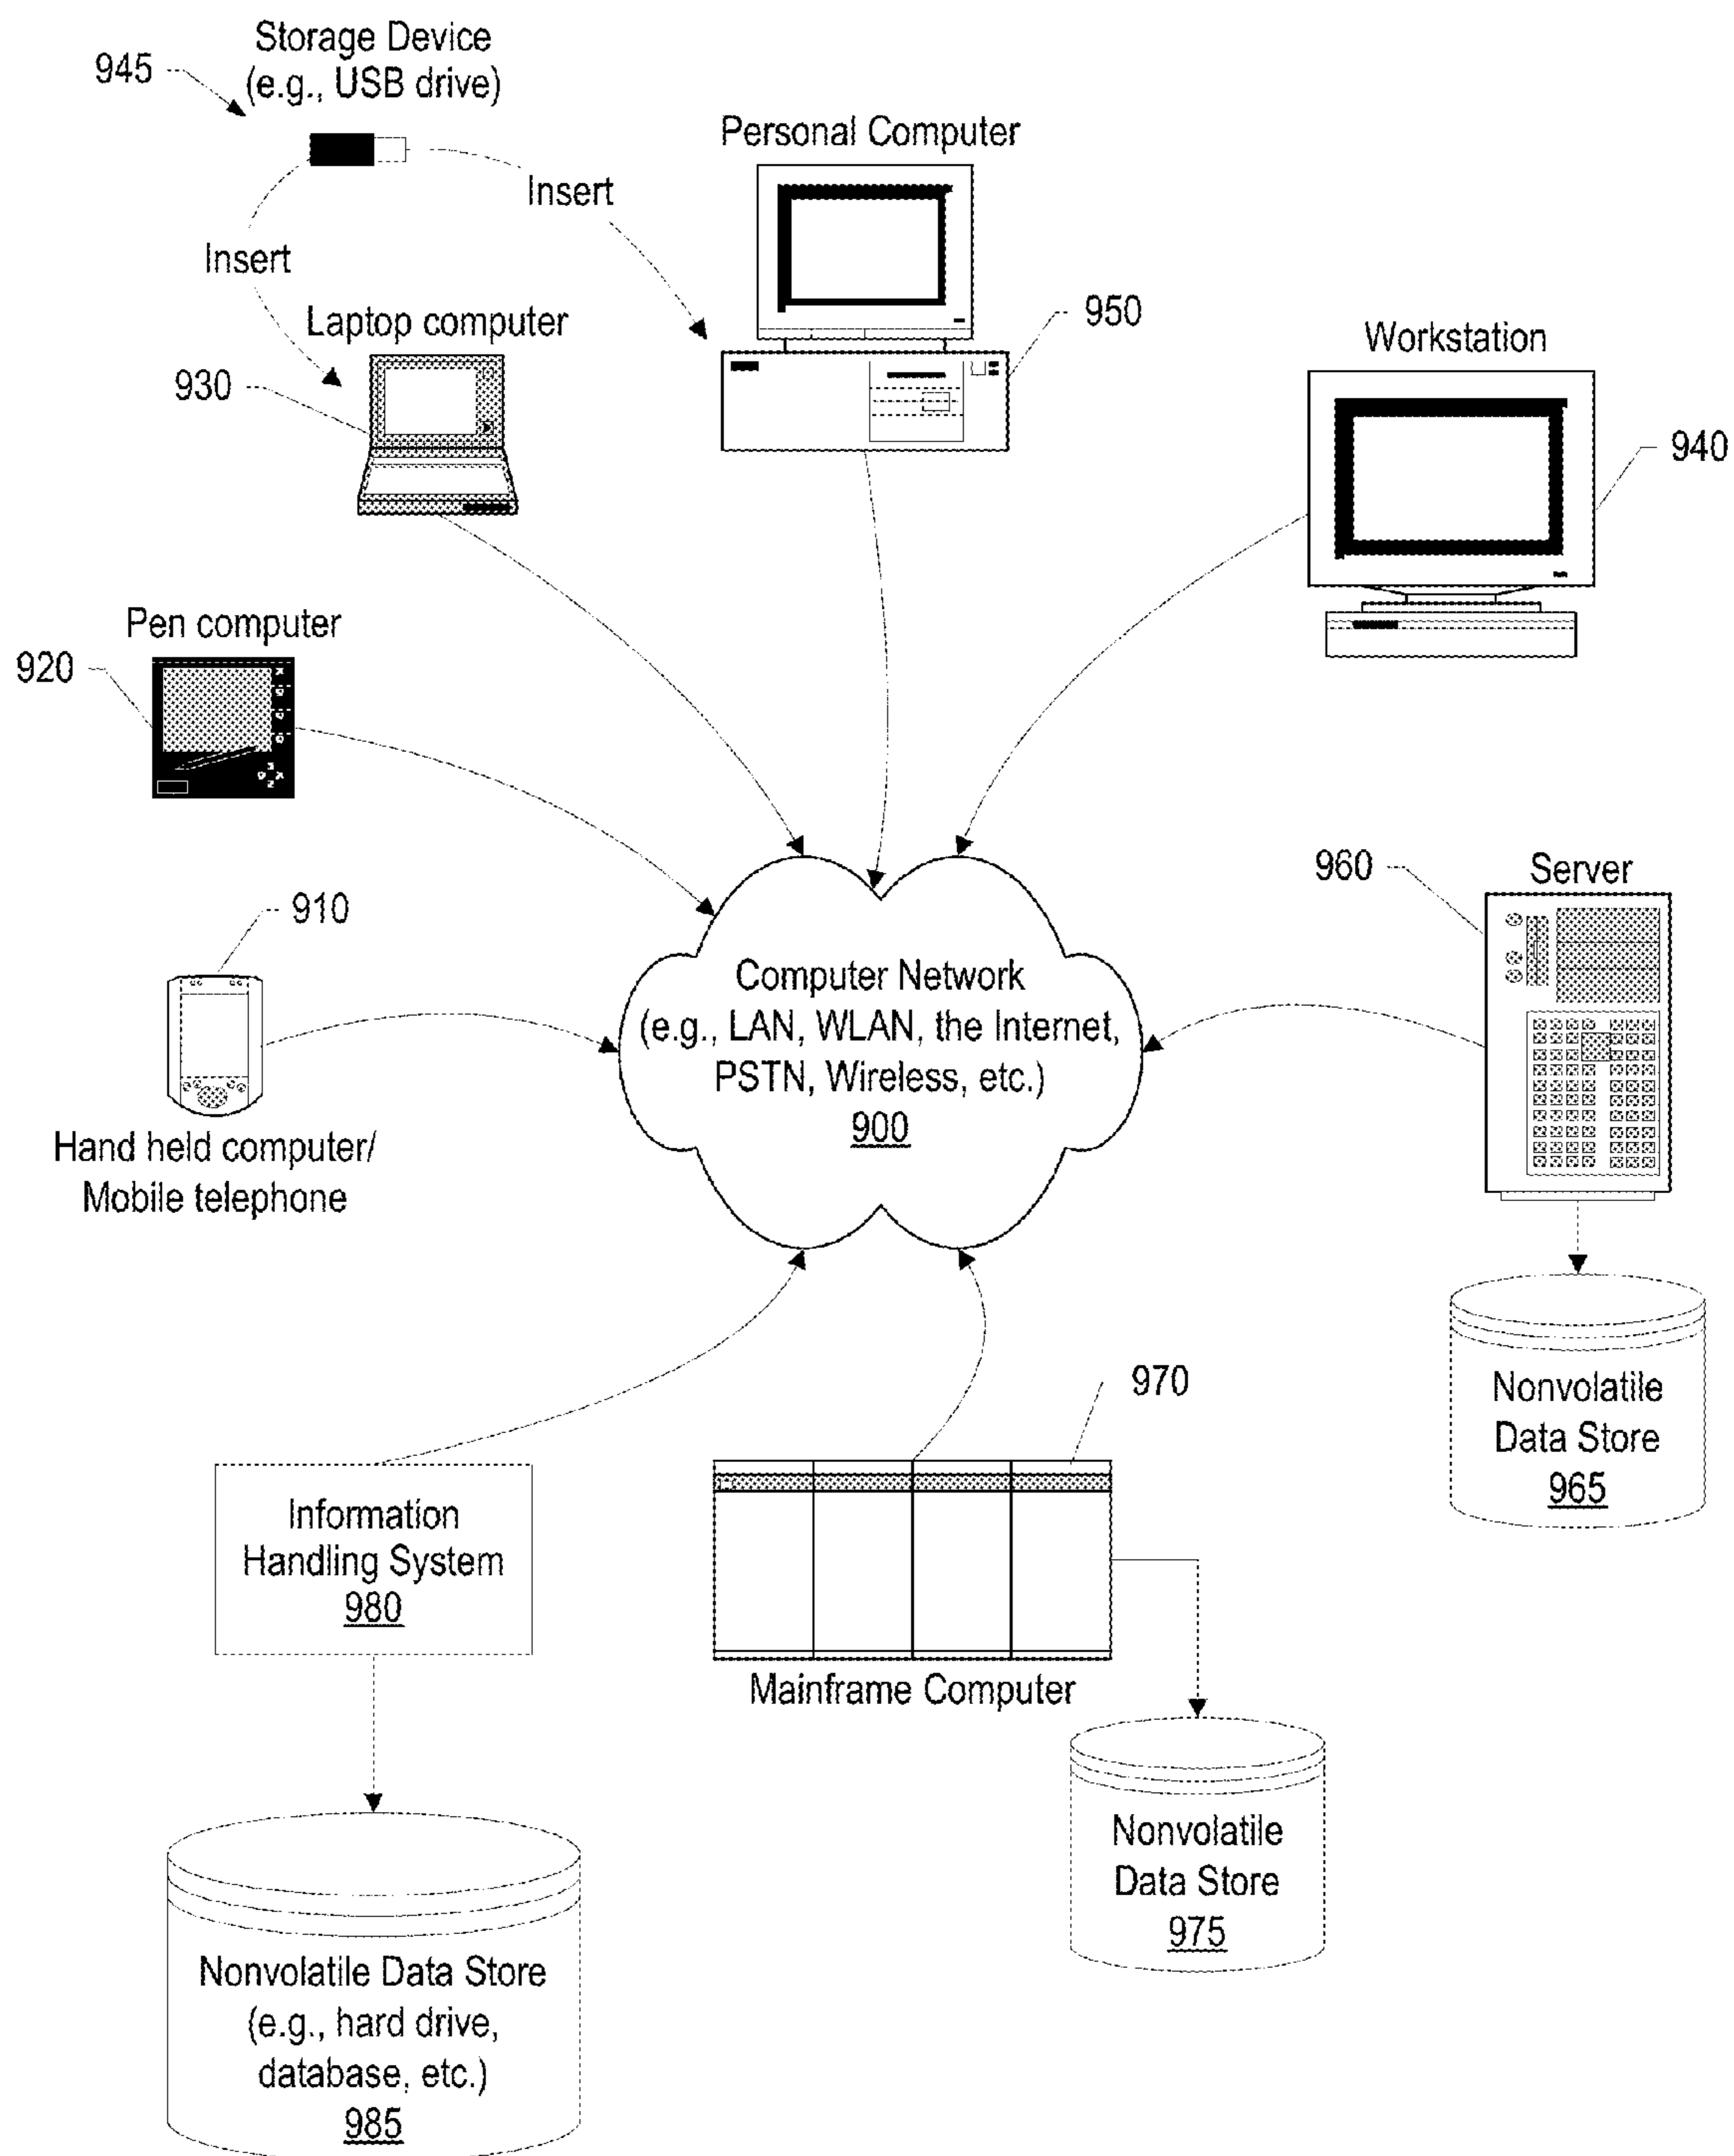 Storage Device
(e.g., USB drive)
945
Personal Computer
Insert
Insert
Laptop computer
950
Workstation
930
940
Pen computer
920
960
Server
910
Computer Network
(e.g., LAN, WLAN, the Internet,
PSTN, Wireless, etc.)
900
Hand held computer/
Mobile telephone
970
Nonvolatile
Data Store
965
Information
Handling System
980
Mainframe Computer
Nonvolatile
Data Store
975
Nonvolatile Data Store
(e.g., hard drive,
database, etc.)
985